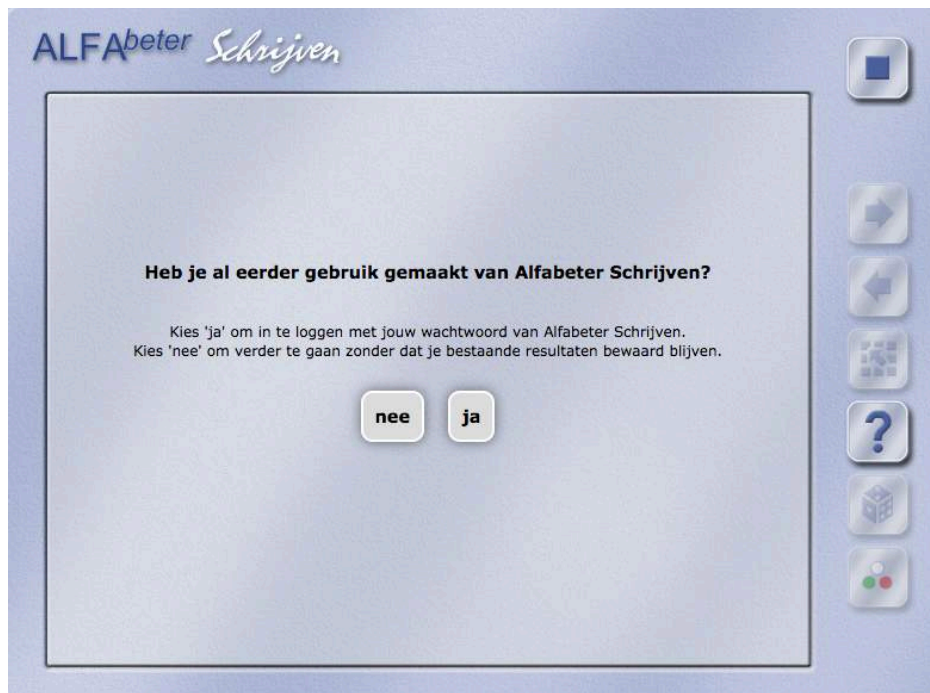 ALFAbeter Schrijven
Heb je al eerder gebruik gemaakt van Alfabeter Schrijven?
Kies 'ja' om in te loggen met jouw wachtwoord van Alfabeter Schrijven.
Kies 'nee' om verder te gaan zonder dat je bestaande resultaten bewaard blijven.
nee ja
?